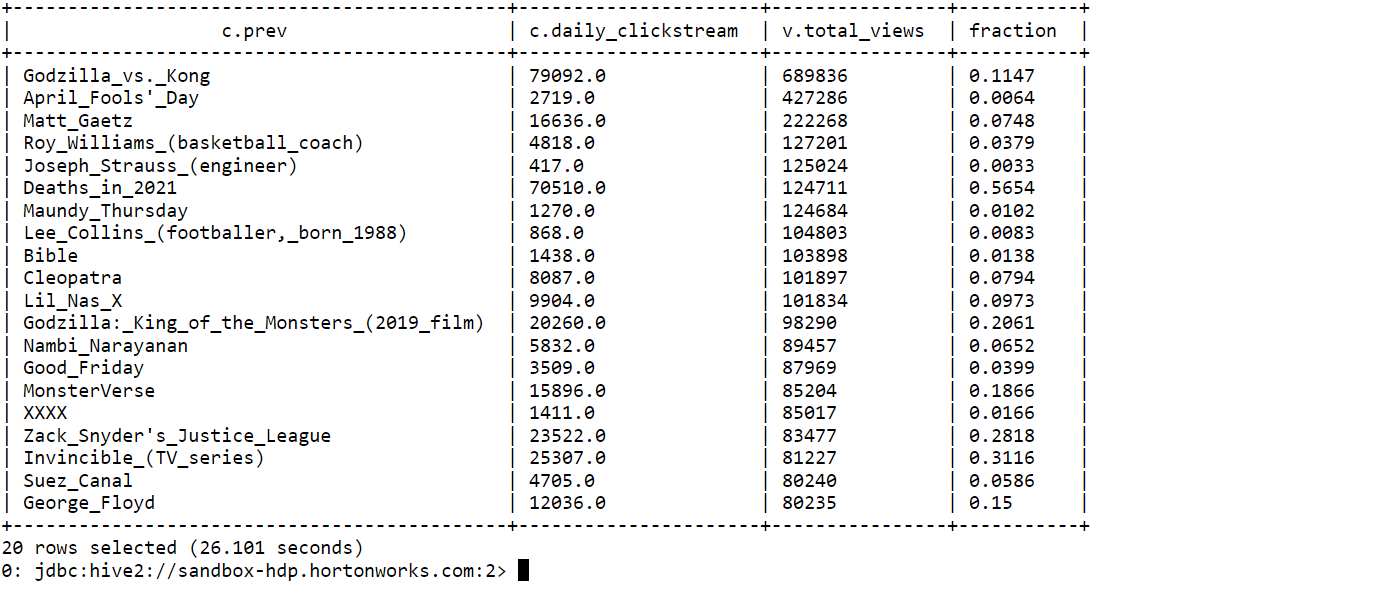 +----------------------------------------------+-----------------------+----------------+-----------+
| c.prev | c.daily_clickstream | v.total_views | fraction |
+----------------------------------------------+-----------------------+----------------+-----------+
| Godzilla_vs._Kong | 79092.0 | 689836 | 0.1147 |
| April_Fools'_Day | 2719.0 | 427286 | 0.0064 |
| Matt_Gaetz | 16636.0 | 222268 | 0.0748 |
| Roy_Williams_(basketball_coach) | 4818.0 | 127201 | 0.0379 |
| Joseph_Strauss_(engineer) | 417.0 | 125024 | 0.0033 |
| Deaths_in_2021 | 70510.0 | 124711 | 0.5654 |
| Maundy_Thursday | 1270.0 | 124684 | 0.0102 |
| Lee_Collins_(footballer,_born_1988) | 868.0 | 104803 | 0.0083 |
| Bible | 1438.0 | 103898 | 0.0138 |
| Cleopatra | 8087.0 | 101897 | 0.0794 |
| Lil_Nas_X | 9904.0 | 101834 | 0.0973 |
| Godzilla:_King_of_the_Monsters_(2019_film) | 20260.0 | 98290 | 0.2061 |
| Nambi_Narayanan | 5832.0 | 89457 | 0.0652 |
| Good_Friday | 3509.0 | 87969 | 0.0399 |
| MonsterVerse | 15896.0 | 85204 | 0.1866 |
| XXXX | 1411.0 | 85017 | 0.0166 |
| Zack_Snyder's_Justice_League | 23522.0 | 83477 | 0.2818 |
| Invincible_(TV_series) | 25307.0 | 81227 | 0.3116 |
| Suez_Canal | 4705.0 | 80240 | 0.0586 |
| George_Floyd | 12036.0 | 80235 | 0.15 |
+----------------------------------------------+-----------------------+----------------+-----------+
20 rows selected (26.101 seconds)
0: jdbc:hive2://sandbox-hdp.hortonworks.com:2>